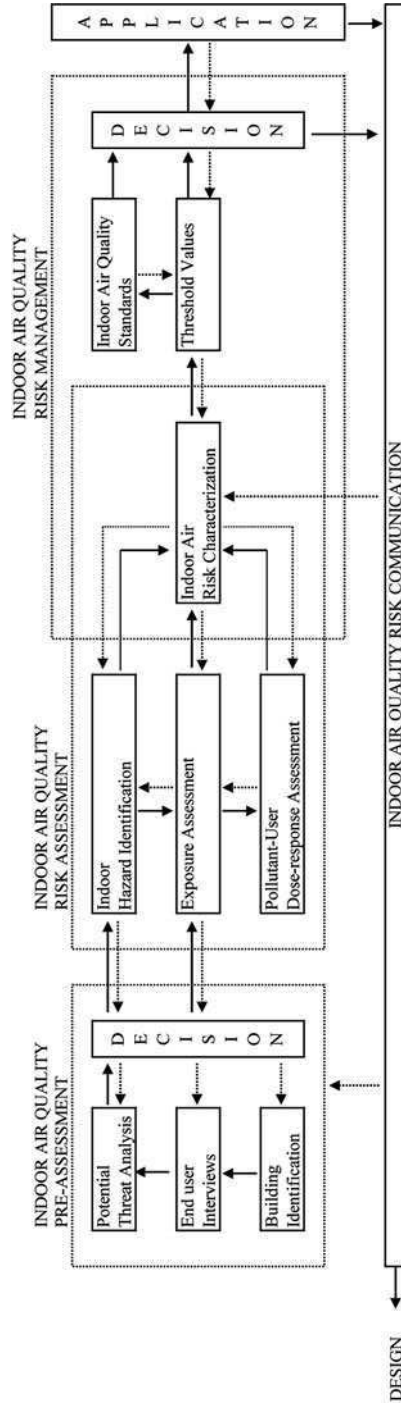 INDOOR AIR QUALITY
PRE-ASSESSMENT
Potential
Threat Analysis
End user
Interviews
Building
Identification
DECISION
INDOOR AIR QUALITY
RISK ASSESSMENT
Indoor
Hazard Identification
Exposure Assessment
Pollutant-User
Dose-response Assessment
Indoor Air
Risk Characterization
INDOOR AIR QUALITY
RISK MANAGEMENT
Indoor Air Quality
Standards
Threshold Values
DECISION
APPLICATION
DESIGN
INDOOR AIR QUALITY RISK COMMUNICATION